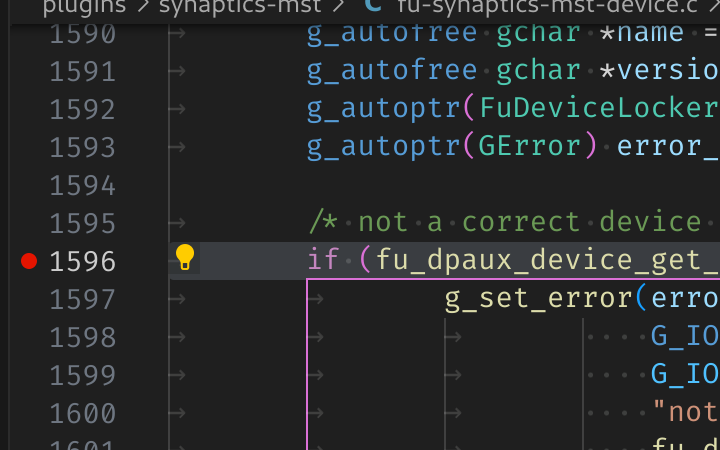 plugins > synaptics-mst > C fu-synaptics-mst-device.c >
1590 g_autofree gchar *name =
1591 g_autofree gchar *versio
1592 g_autoptr(FuDeviceLocker
1593 g_autoptr(GError) error_
1594
1595 /* not a correct device
1596 if (fu_dpaux_device_get_
1597 g_set_error(erro
1598 G_IO
1599 G_IO
1600 "not
1601 fu_d